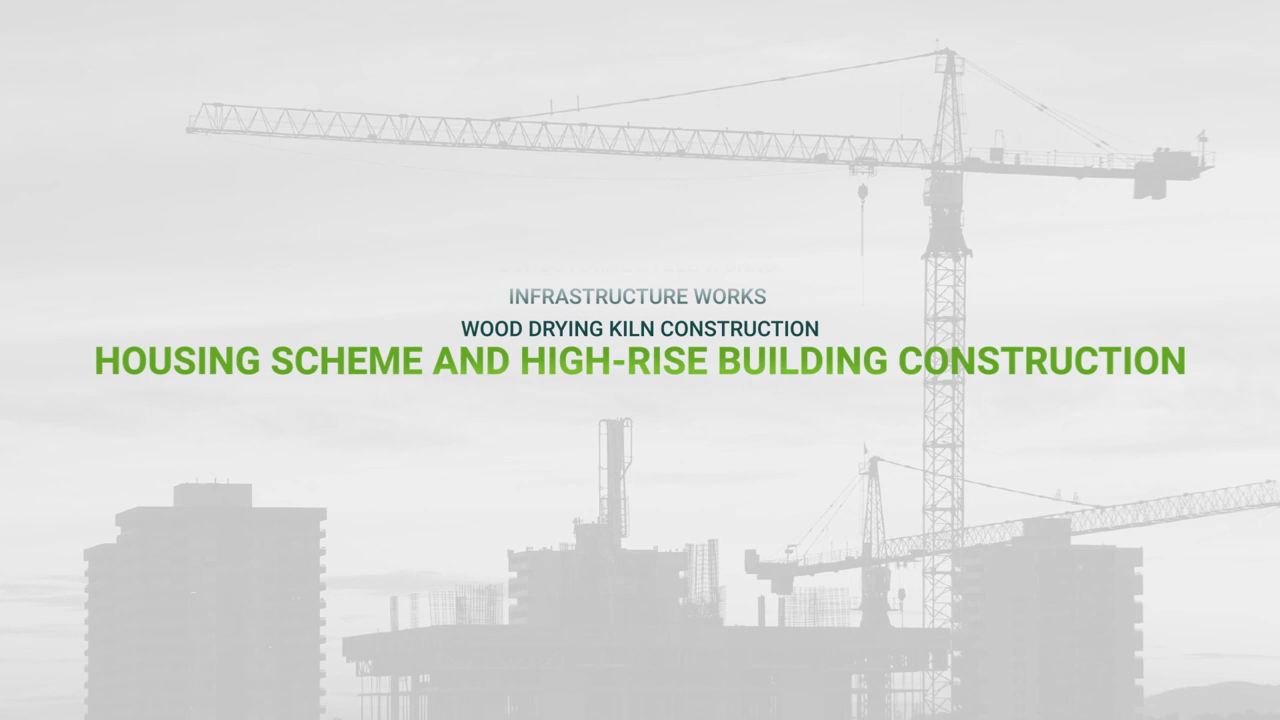 INFRASTRUCTURE WORKS
WOOD DRYING KILN CONSTRUCTION
HOUSING SCHEME AND HIGH-RISE BUILDING CONSTRUCTION